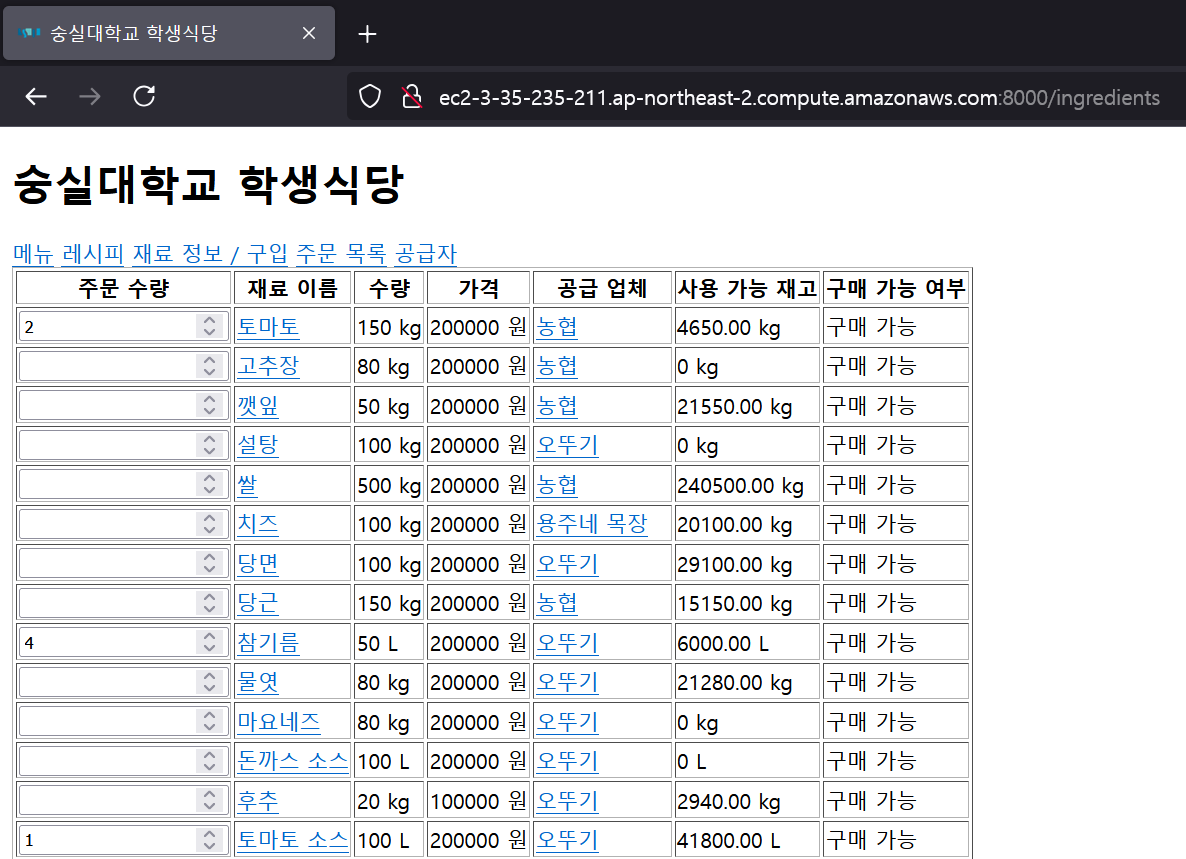 숭실대학교 학생식당
ec2-3-35-235-211.ap-northeast-2.compute.amazonaws.com:8000/ingredients
숭실대학교 학생식당
메뉴 레시피 재료 정보 / 구입 주문 목록 공급자
주문 수량 재료 이름 수량 가격 공급 업체 사용 가능 재고 구매 가능 여부
2 토마토 150 kg 200000 원 농협 4650.00 kg 구매 가능
고추장 80 kg 200000 원 농협 0 kg 구매 가능
깻잎 50 kg 200000 원 농협 21550.00 kg 구매 가능
설탕 100 kg 200000 원 오뚜기 0 kg 구매 가능
쌀 500 kg 200000 원 농협 240500.00 kg 구매 가능
치즈 100 kg 200000 원 용주네 목장 20100.00 kg 구매 가능
당면 100 kg 200000 원 오뚜기 29100.00 kg 구매 가능
당근 150 kg 200000 원 농협 15150.00 kg 구매 가능
4 참기름 50 L 200000 원 오뚜기 6000.00 L 구매 가능
물엿 80 kg 200000 원 오뚜기 21280.00 kg 구매 가능
마요네즈 80 kg 200000 원 오뚜기 0 kg 구매 가능
돈까스 소스 100 L 200000 원 오뚜기 0 L 구매 가능
후추 20 kg 100000 원 오뚜기 2940.00 kg 구매 가능
1 토마토 소스 100 L 200000 원 오뚜기 41800.00 L 구매 가능